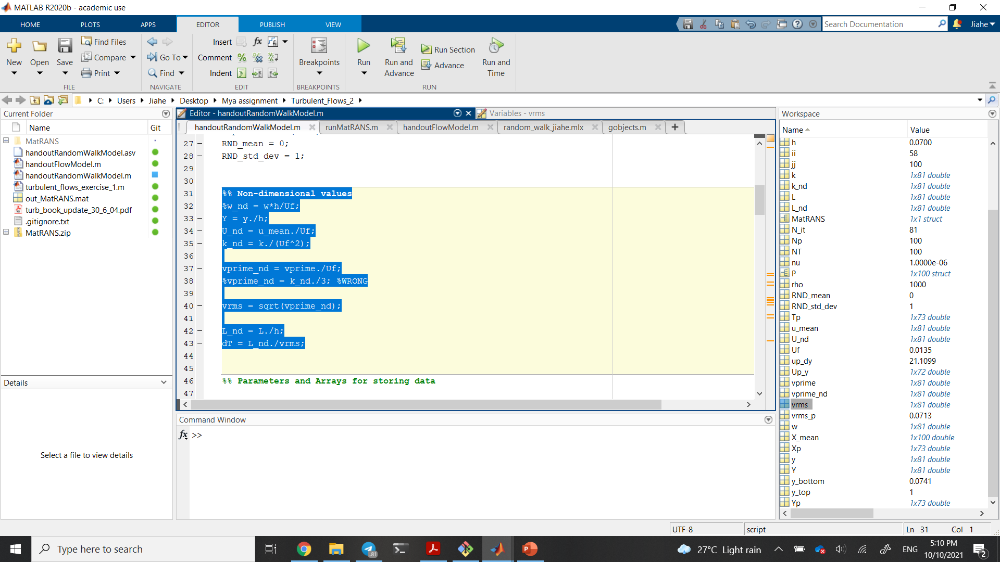 MATLAB R2020b - academic use
HOME PLOTS APPS EDITOR PUBLISH VIEW
Search Documentation
Jiahe
New
Open
Save
Find Files
Compare
Print
FILE
Go To
Find
NAVIGATE
Insert
Comment
Indent
EDIT
Breakpoints
BREAKPOINTS
Run
Run and Advance
Run Section
Advance
Run and Time
RUN
C: Users Jiahe Desktop Mya assignment Turbulent_Flows_2
Current Folder
Name Git
MatRANS
handoutRandomWalkModel.asv
handoutFlowModel.m
handoutRandomWalkModel.m
turbulent_flows_exercise_1.m
out_MatRANS.mat
turb_book_update_30_6_04.pdf
.gitignore.txt
MatRANS.zip
Details
Select a file to view details
Editor - handoutRandomWalkModel.m
Variables - vrms
handoutRandomWalkModel.m runMatRANS.m handoutFlowModel.m random_walk_jiahe.mlx gobjects.m
27 RND_mean = 0;
28 RND_std_dev = 1;
29
30
31 %% Non-dimensional values
32 %w_nd = w*h/Uf;
33 Y = y./h;
34 U_nd = u_mean./Uf;
35 k_nd = k./(Uf^2);
36
37 vprime_nd = vprime./Uf;
38 %vprime_nd = k_nd./3; %WRONG
39
40 vrms = sqrt(vprime_nd);
41
42 L_nd = L./h;
43 dT = L_nd./vrms;
44
45
46 %% Parameters and Arrays for storing data
47
Command Window
fx >>
Workspace
Name Value
h 0.0700
ii 58
jj 100
k 1x81 double
k_nd 1x81 double
L 1x81 double
L_nd 1x81 double
MatRANS 1x1 struct
N_it 81
Np 100
NT 100
nu 1.0000e-06
P 1x100 struct
rho 1000
RND_mean 0
RND_std_dev 1
Tp 1x73 double
u_mean 1x81 double
U_nd 1x81 double
Uf 0.0135
up_dy 21.1099
Up_y 1x72 double
vprime 1x81 double
vprime_nd 1x81 double
vrms 1x81 double
vrms_p 0.0713
w 1x81 double
X_mean 1x100 double
Xp 1x73 double
y 1x81 double
Y 1x81 double
y_bottom 0.0741
y_top 1
Yp 1x73 double
UTF-8 script Ln 31 Col 1
Type here to search
81
27°C Light rain
ENG
5:10 PM
10/10/2021
2